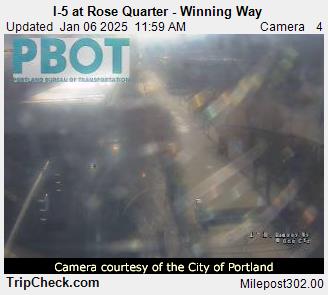 I-5 at Rose Quarter - Winning Way
Updated Jan 06 2025 11:59 AM Camera 4
PBOT
PORTLAND BUREAU OF TRANSPORTATION
Camera courtesy of the City of Portland
TripCheck.com Milepost302.00